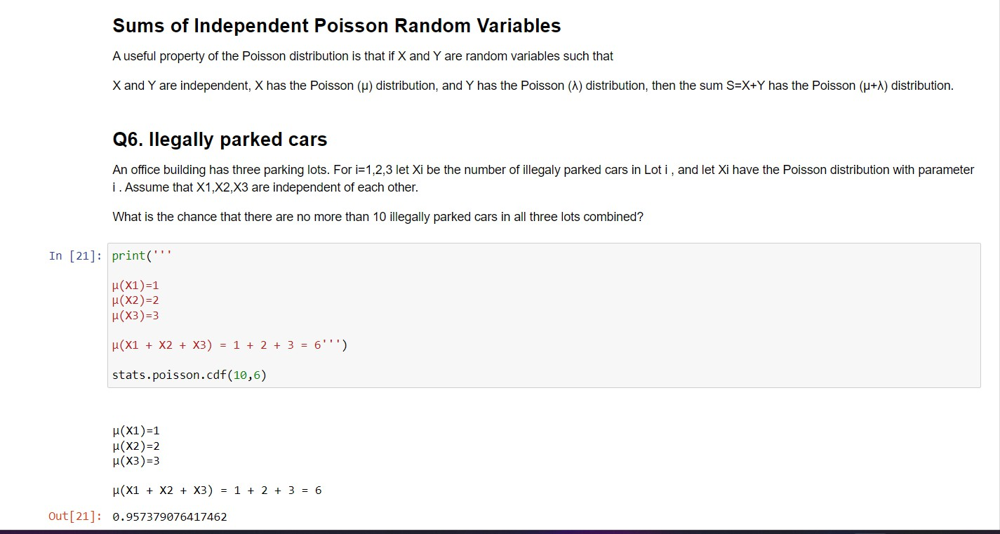 Sums of Independent Poisson Random Variables
A useful property of the Poisson distribution is that if X and Y are random variables such that
X and Y are independent, X has the Poisson (μ) distribution, and Y has the Poisson (λ) distribution, then the sum S=X+Y has the Poisson (μ+λ) distribution.
Q6. Ilegally parked cars
An office building has three parking lots. For i=1,2,3 let Xi be the number of illegaly parked cars in Lot i , and let Xi have the Poisson distribution with parameter
i . Assume that X1,X2,X3 are independent of each other.
What is the chance that there are no more than 10 illegally parked cars in all three lots combined?
In [21]: print('''
μ(X1)=1
μ(X2)=2
μ(X3)=3
μ(X1 + X2 + X3) = 1 + 2 + 3 = 6''')
stats.poisson.cdf(10,6)
μ(X1)=1
μ(X2)=2
μ(X3)=3
μ(X1 + X2 + X3) = 1 + 2 + 3 = 6
Out[21]: 0.957379076417462